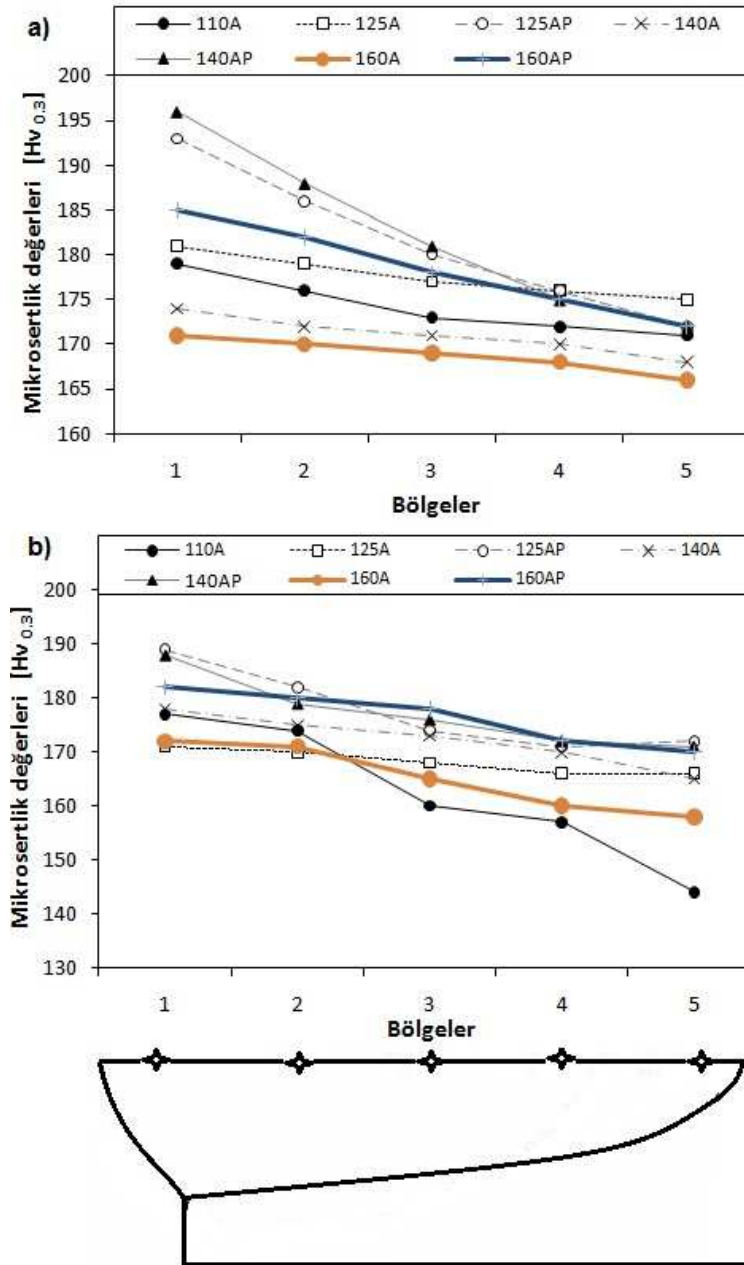 a)
110A 125A 125AP 140A
140AP 160A 160AP
Mikrosertlik değerleri [Hv 0.3]
200
195
190
185
180
175
170
165
160
1 2 3 4 5
Bölgeler
b)
110A 125A 125AP 140A
140AP 160A 160AP
Mikrosertlik değerleri [Hv 0.3]
200
190
180
170
160
150
140
130
1 2 3 4 5
Bölgeler